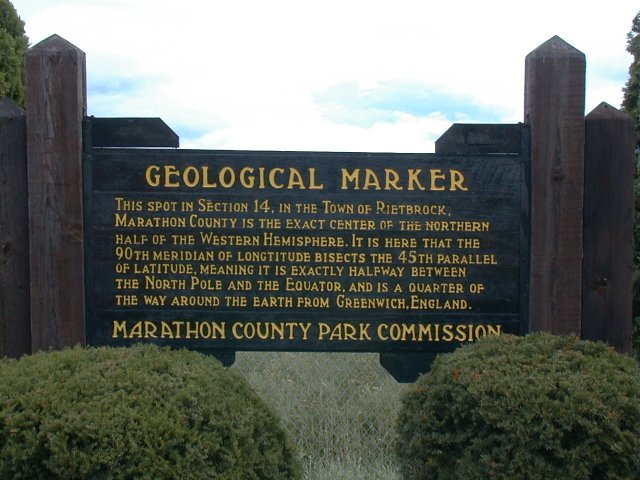 GEOLOGICAL MARKER
THIS SPOT IN SECTION 14, IN THE TOWN OF RIETBROCK,
MARATHON COUNTY IS THE EXACT CENTER OF THE NORTHERN
HALF OF THE WESTERN HEMISPHERE. IT IS HERE THAT THE
90TH MERIDIAN OF LONGTITUDE BISECTS THE 45TH PARALLEL
OF LATITUDE, MEANING IT IS EXACTLY HALFWAY BETWEEN
THE NORTH POLE AND THE EQUATOR, AND IS A QUARTER OF
THE WAY AROUND THE EARTH FROM GREENWICH, ENGLAND.
MARATHON COUNTY PARK COMMISSION